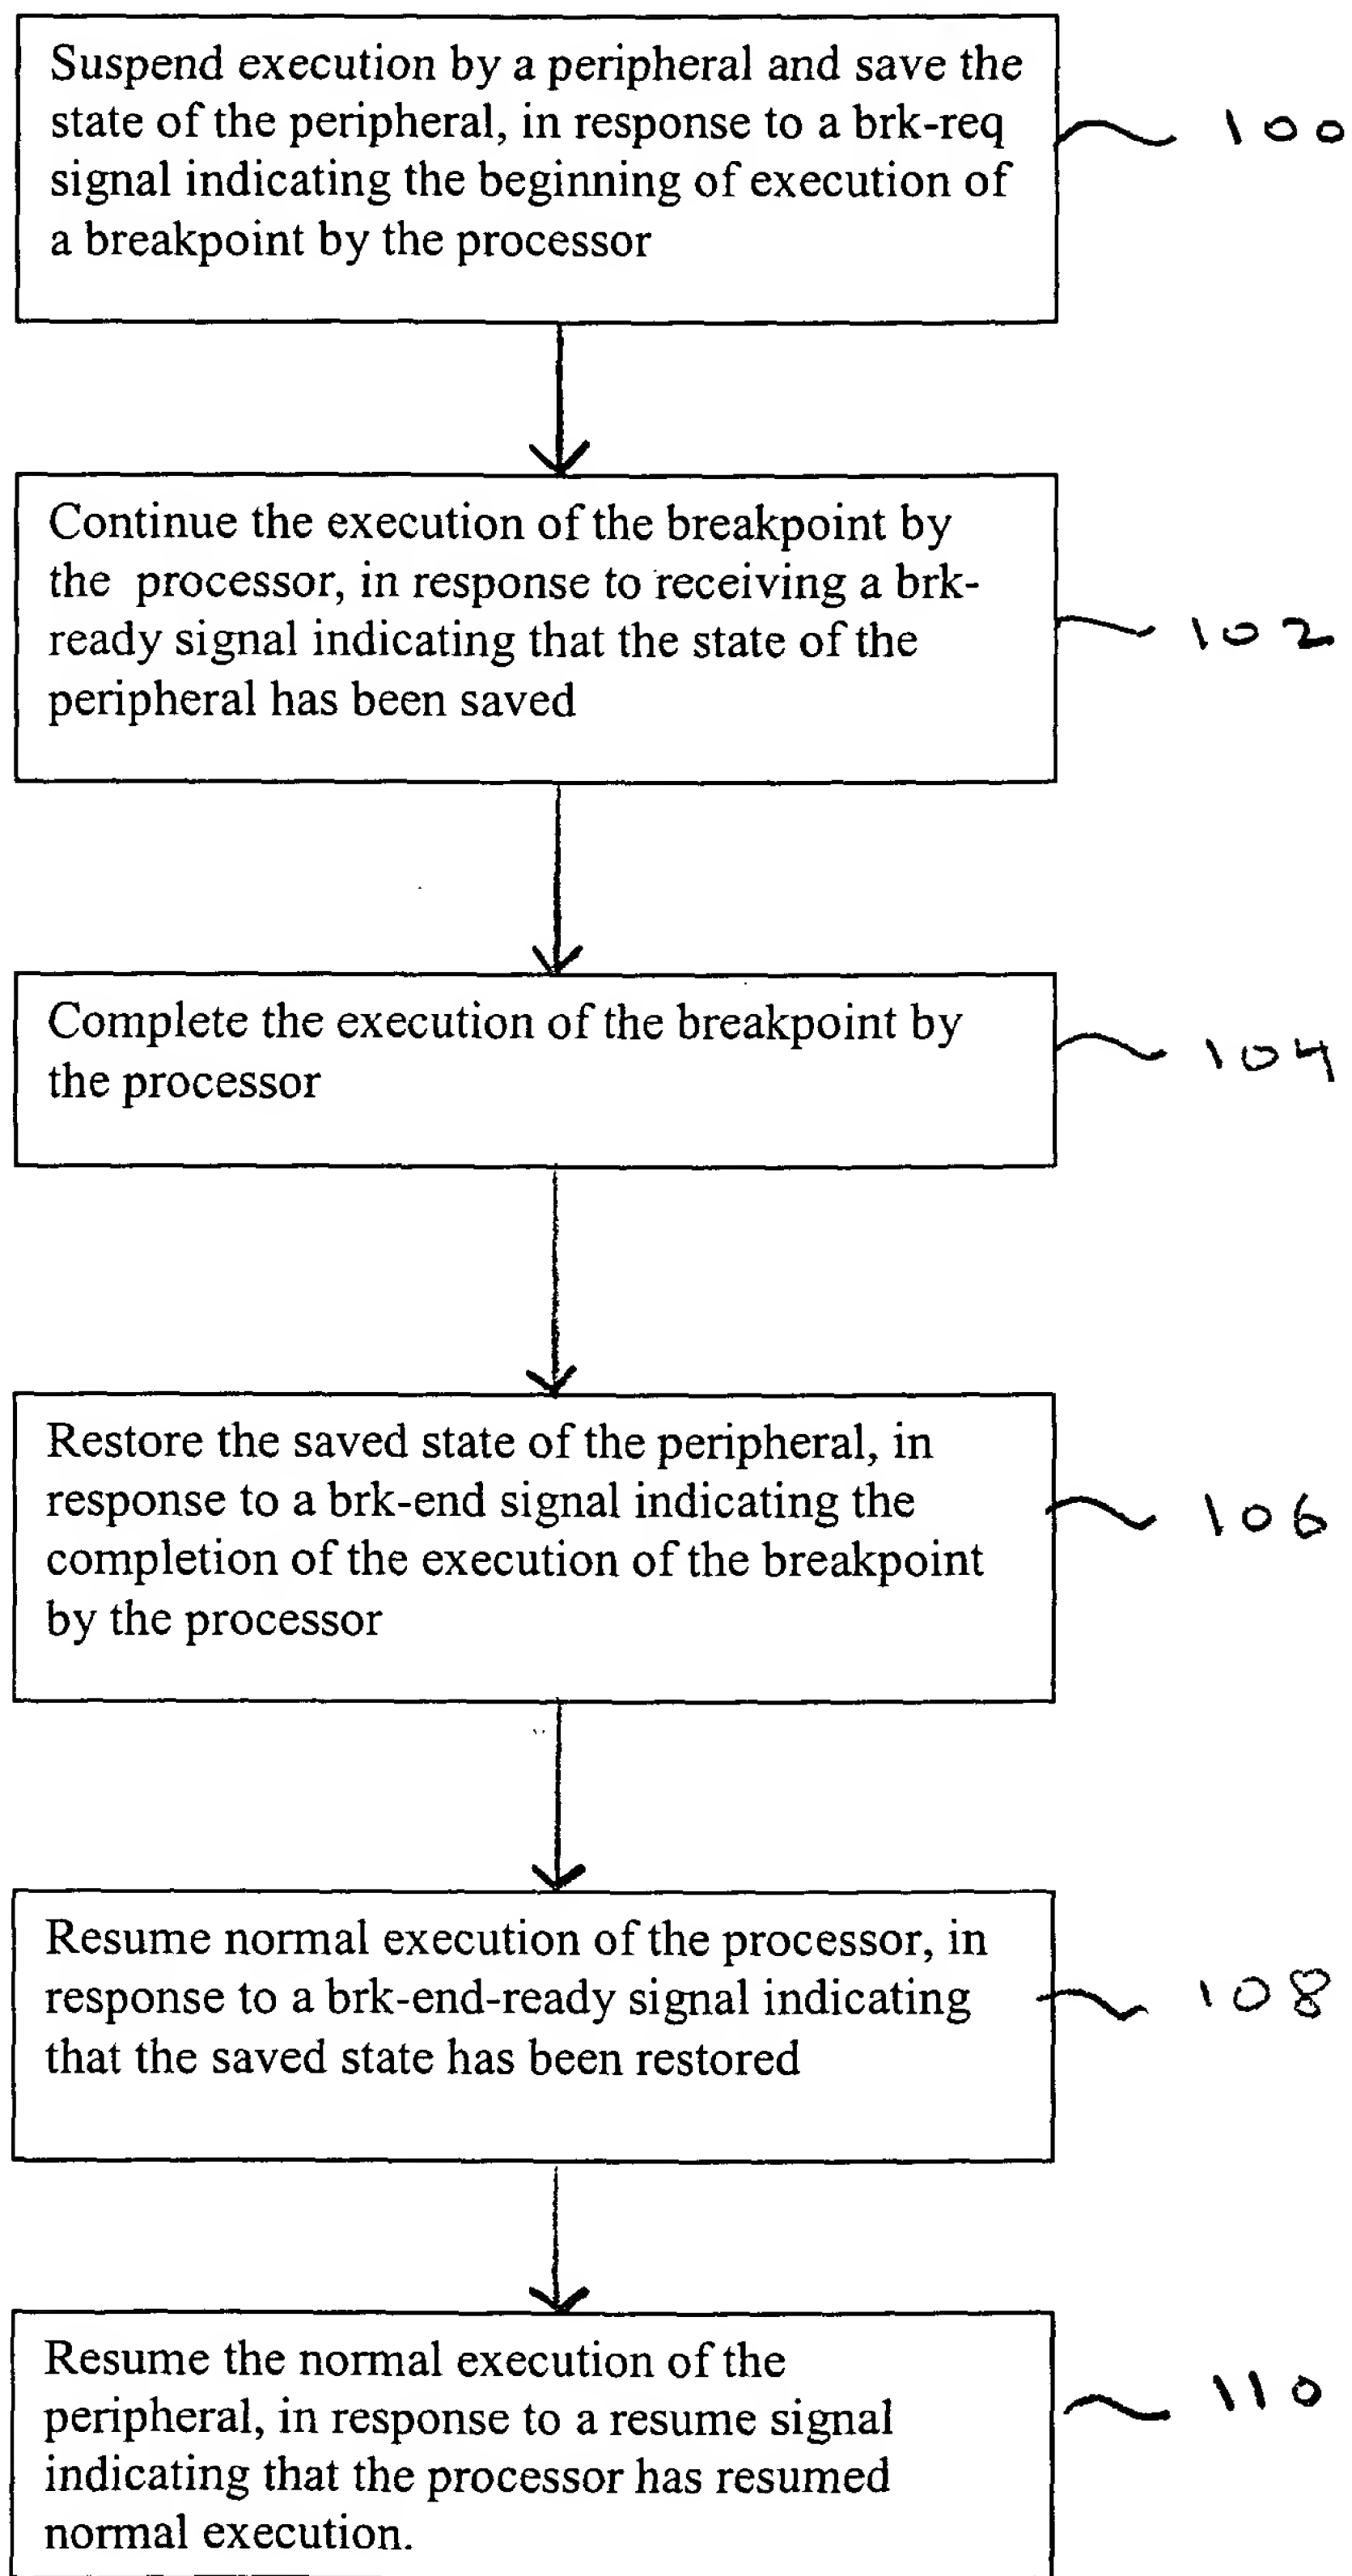 Suspend execution by a peripheral and save the
state of the peripheral, in response to a brk-req
signal indicating the beginning of execution of
a breakpoint by the processor
100
Continue the execution of the breakpoint by
the processor, in response to receiving a brk-
ready signal indicating that the state of the
peripheral has been saved
102
Complete the execution of the breakpoint by
the processor
104
Restore the saved state of the peripheral, in
response to a brk-end signal indicating the
completion of the execution of the breakpoint
by the processor
106
Resume normal execution of the processor, in
response to a brk-end-ready signal indicating
that the saved state has been restored
108
Resume the normal execution of the
peripheral, in response to a resume signal
indicating that the processor has resumed
normal execution.
110